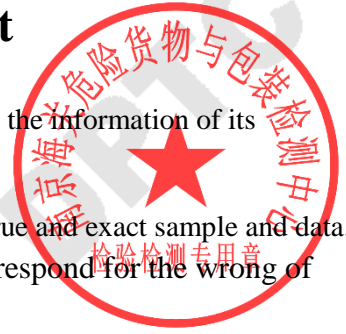 t
南京海关危险货物与包装检测中心
the information of its
rue and exact sample and data.
检验检测专用章
respond for the wrong of